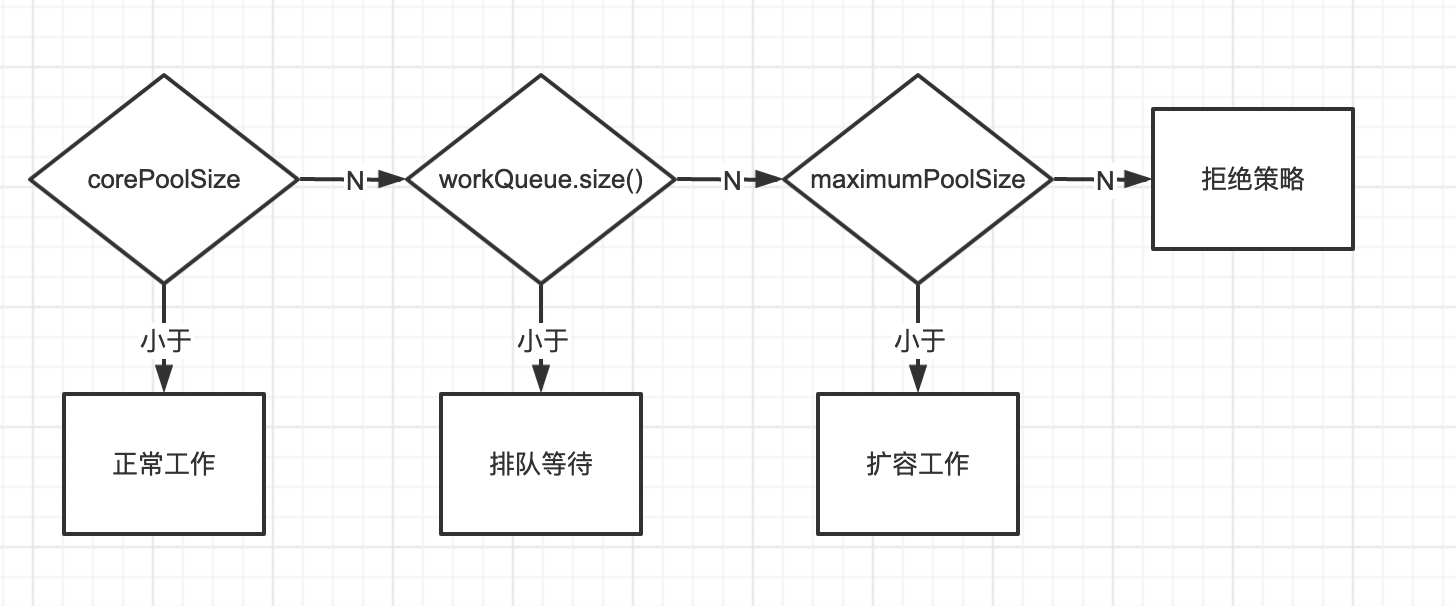 corePoolSize
N
workQueue.size()
N
maximumPoolSize
N
拒绝策略
小于
小于
小于
正常工作
排队等待
扩容工作